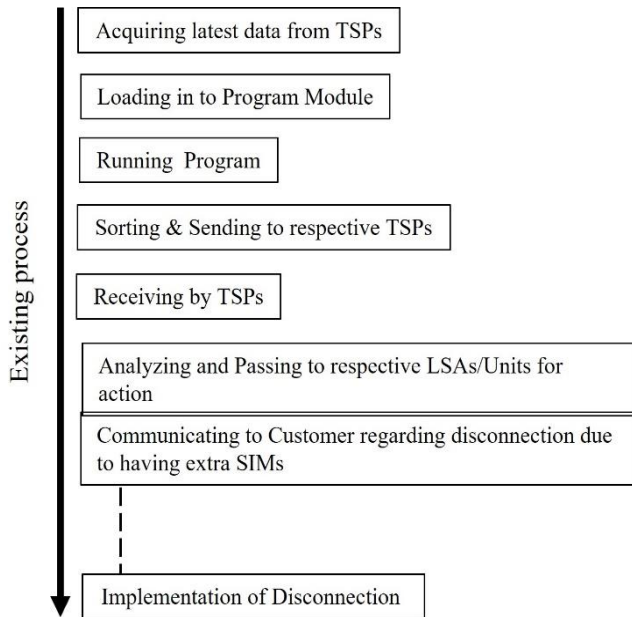 Acquiring latest data from TSPs
Loading in to Program Module
Running Program
Sorting & Sending to respective TSPs
Receiving by TSPs
Analyzing and Passing to respective LSAs/Units for
action
Communicating to Customer regarding disconnection due
to having extra SIMs
Implementation of Disconnection
Existing process